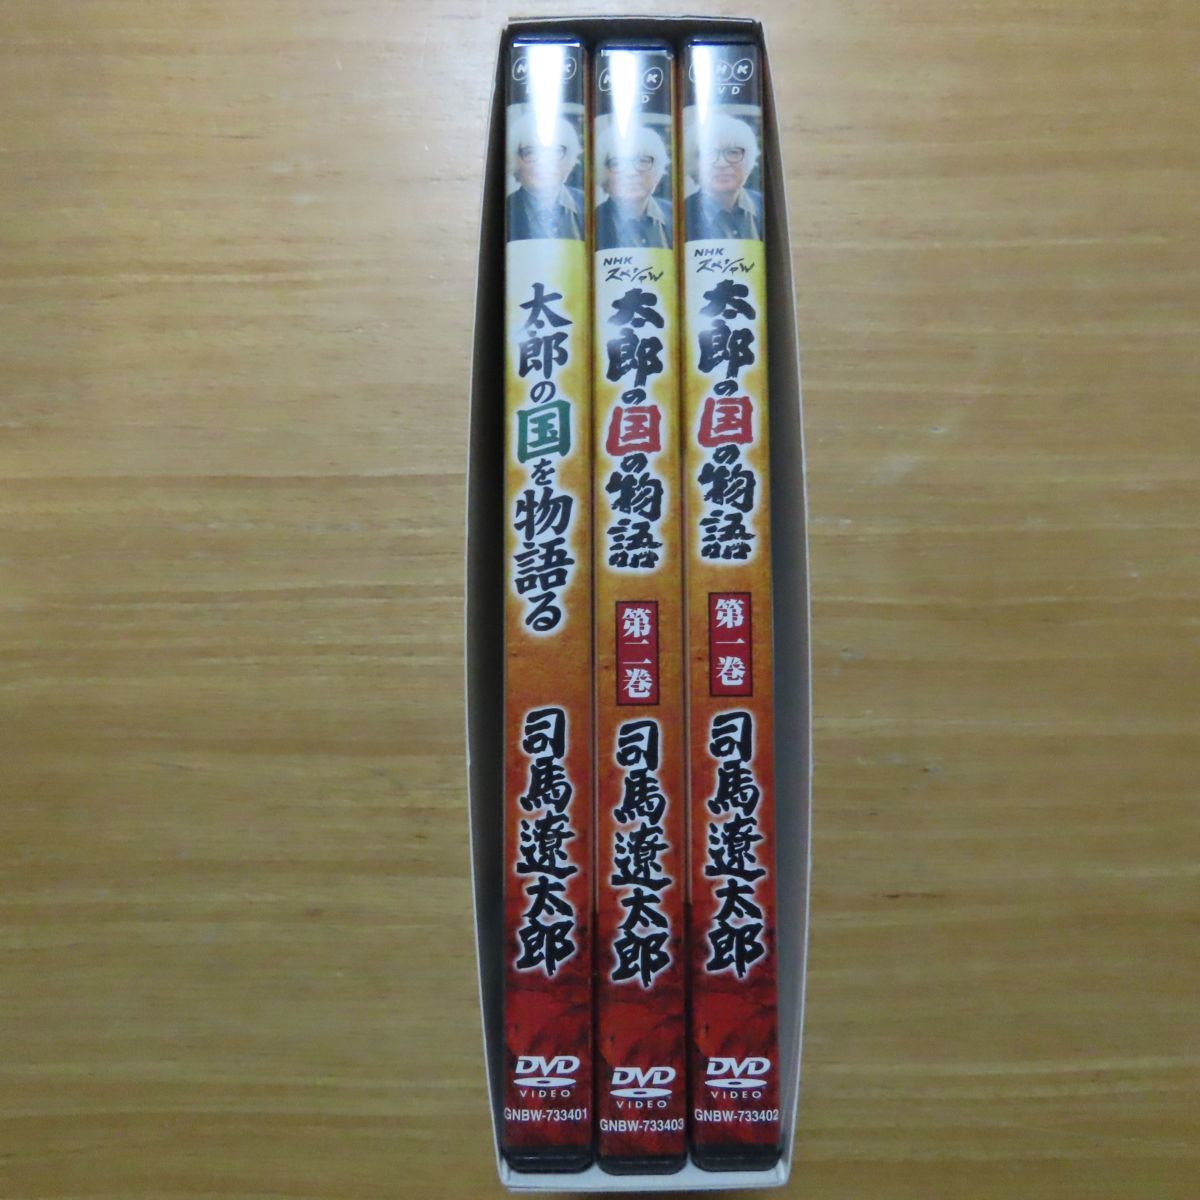 NHK
太郎の国を物語る
司馬遼太郎
DVD
VIDEO
GNBW-733401
NHK
NHK
スペシャル
太郎の国の物語
第二巻
司馬遼太郎
DVD
VIDEO
GNBW-733403
NHK
VD
NHK
スペシャル
太郎の国の物語
第一巻
司馬遼太郎
DVD
VIDEO
GNBW-733402